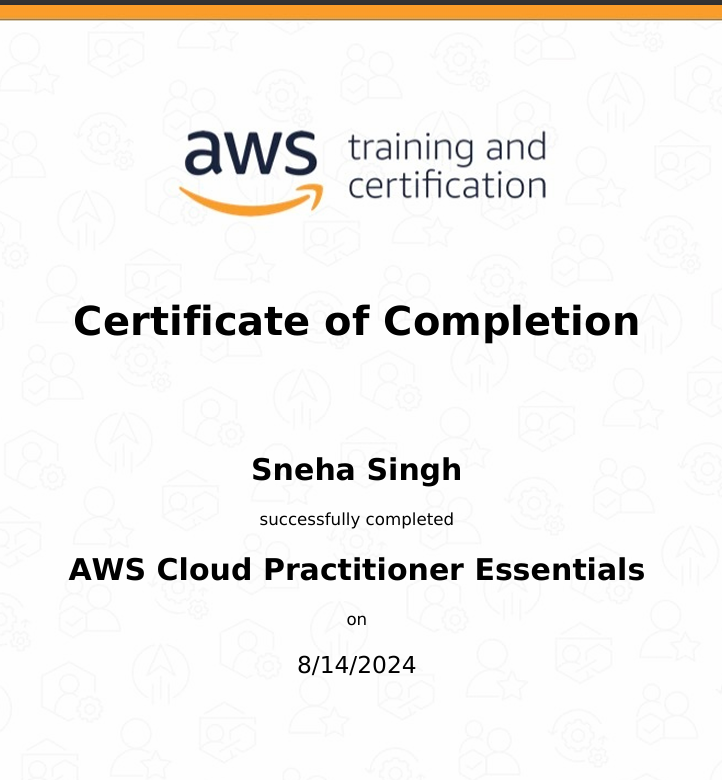 aws training and
certification
Certificate of Completion
Sneha Singh
successfully completed
AWS Cloud Practitioner Essentials
on
8/14/2024